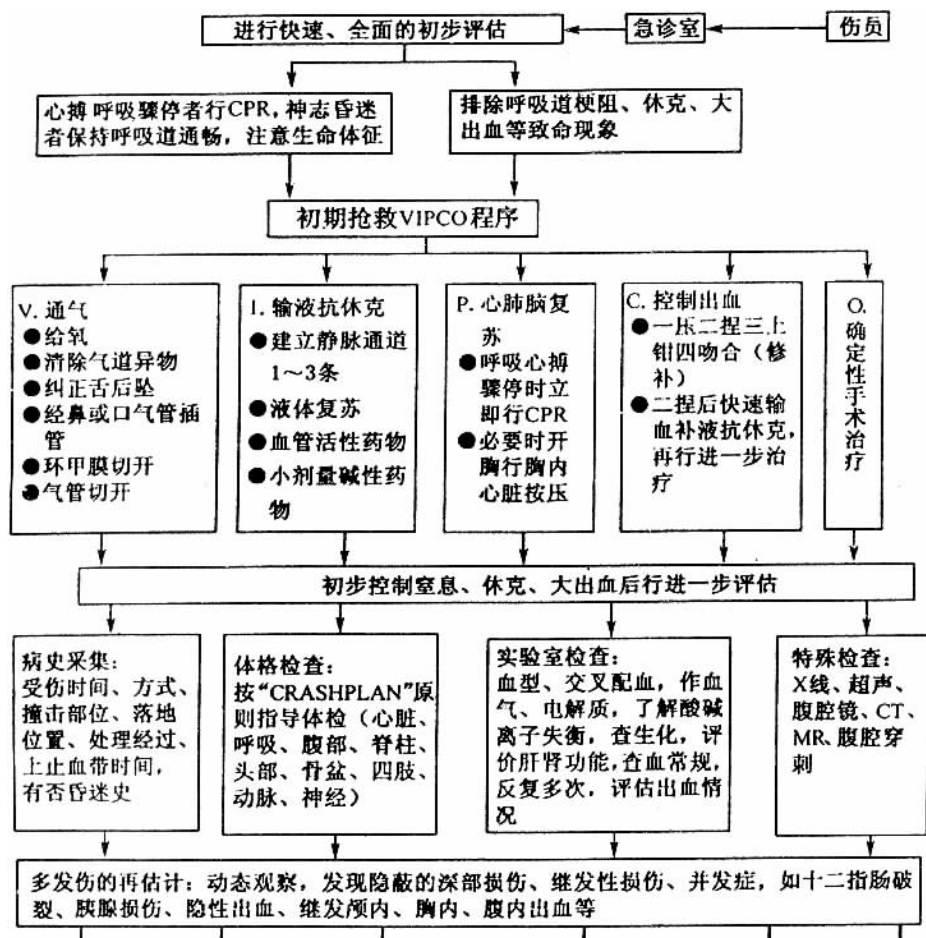 进行快速、全面的初步评估
急诊室
伤员
心搏呼吸骤停者行CPR，神志昏迷
者保持呼吸道通畅，注意生命体征
排除呼吸道梗阻、休克、大
出血等致命现象
初期抢救VIPCO程序
V. 通气
●给氧
●清除气道异物
●纠正舌后坠
●经鼻或口气管插
管
●环甲膜切开
●气管切开
I. 输液抗休克
●建立静脉通道
1～3条
●液体复苏
●血管活性药物
●小剂量碱性药
物
P. 心肺脑复
苏
●呼吸心搏
骤停时立
即行CPR
●必要时开
胸行胸内
心脏按压
C. 控制出血
●一压二捏三上
钳四吻合（修
补）
●二捏后快速输
血补液抗休克，
再行进一步治
疗
O.确定性手术治疗
初步控制窒息、休克、大出血后行进一步评估
病史采集：
受伤时间、方式、
撞击部位、落地
位置、处理经过、
上止血带时间，
有否昏迷史
体格检查：
按“CRASHPLAN”原
则指导体检（心脏、
呼吸、腹部、脊柱、
头部、骨盆、四肢、
动脉、神经）
实验室检查：
血型、交叉配血，作血
气、电解质，了解酸碱
离子失衡，查生化，评
价肝肾功能，查血常规，
反复多次，评估出血情
况
特殊检查：
X线、超声、
腹腔镜、CT、
MR、腹腔穿
刺
多发伤的再估计：动态观察，发现隐蔽的深部损伤、继发性损伤、并发症，如十二指肠破
裂、胰腺损伤、隐性出血、继发颅内、胸内、腹内出血等